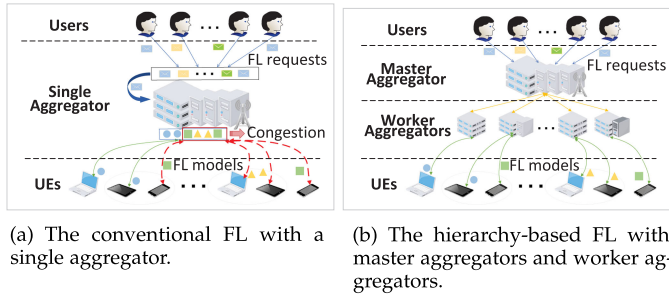 Users
FL requests
Single
Aggregator
Congestion
FL models
UEs
(a) The conventional FL with a
single aggregator.
Users
FL requests
Master
Aggregator
Worker
Aggregators
FL models
UEs
(b) The hierarchy-based FL with
master aggregators and worker ag-
gregators.